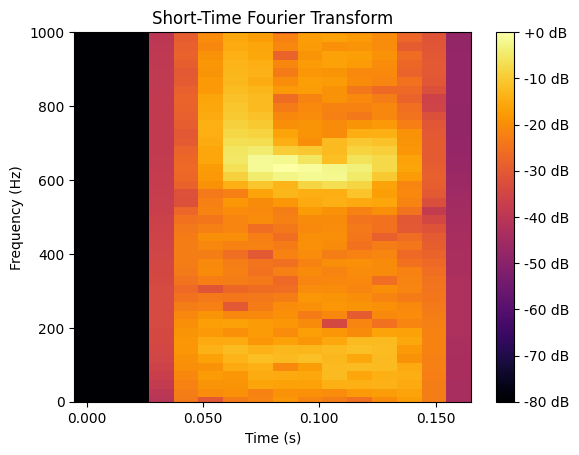 Short-Time Fourier Transform
1000
800
600
400
200
0
Frequency (Hz)
0.000
0.050
0.100
0.150
Time (s)
+0 dB
-10 dB
-20 dB
-30 dB
-40 dB
-50 dB
-60 dB
-70 dB
-80 dB